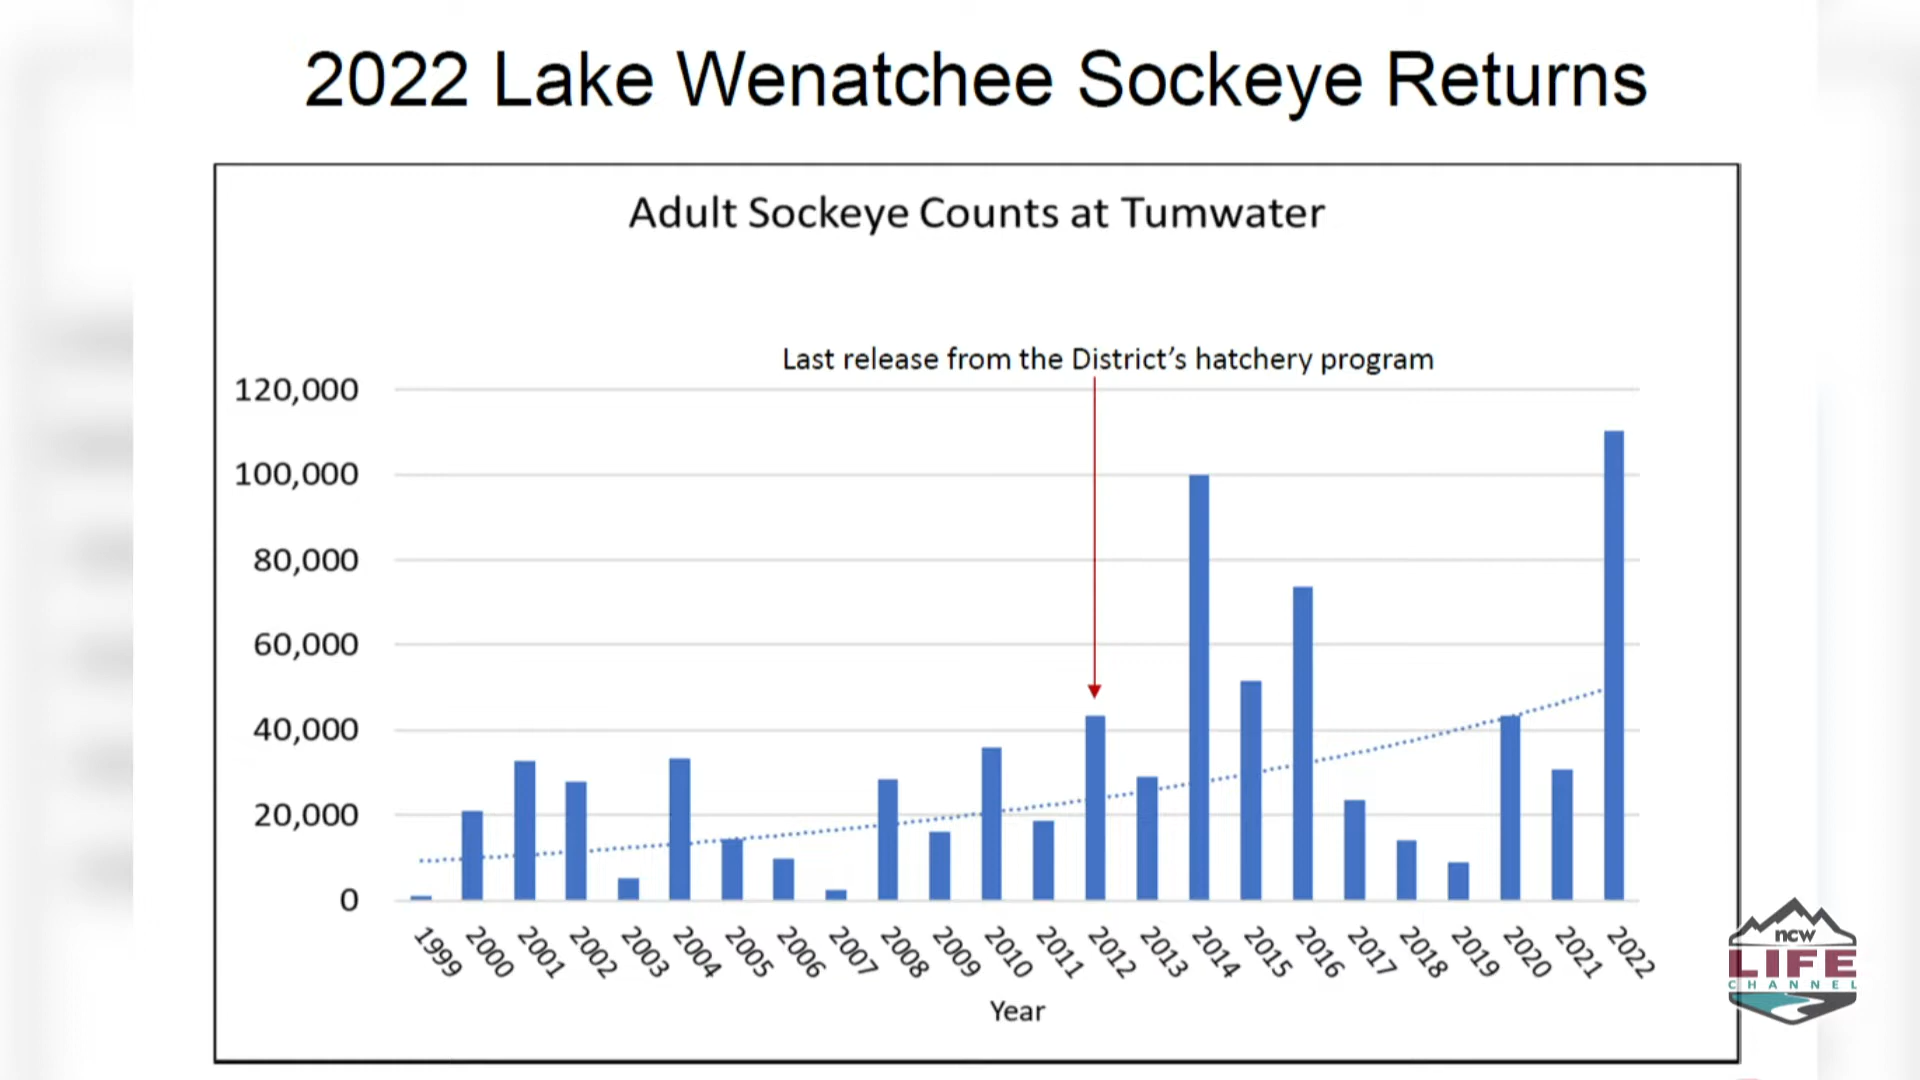 2022 Lake Wenatchee Sockeye Returns
Adult Sockeye Counts at Tumwater
Last release from the District's hatchery program
120,000
100,000
80,000
60,000
40,000
20,000
0
1999 2000 2001 2002 2003 2004 2005 2006 2007 2008 2009 2010 2011 2012 2013 2014 2015 2016 2017 2018 2019 2020 2021 2022
Year
ncw
LIFE
CHANNEL